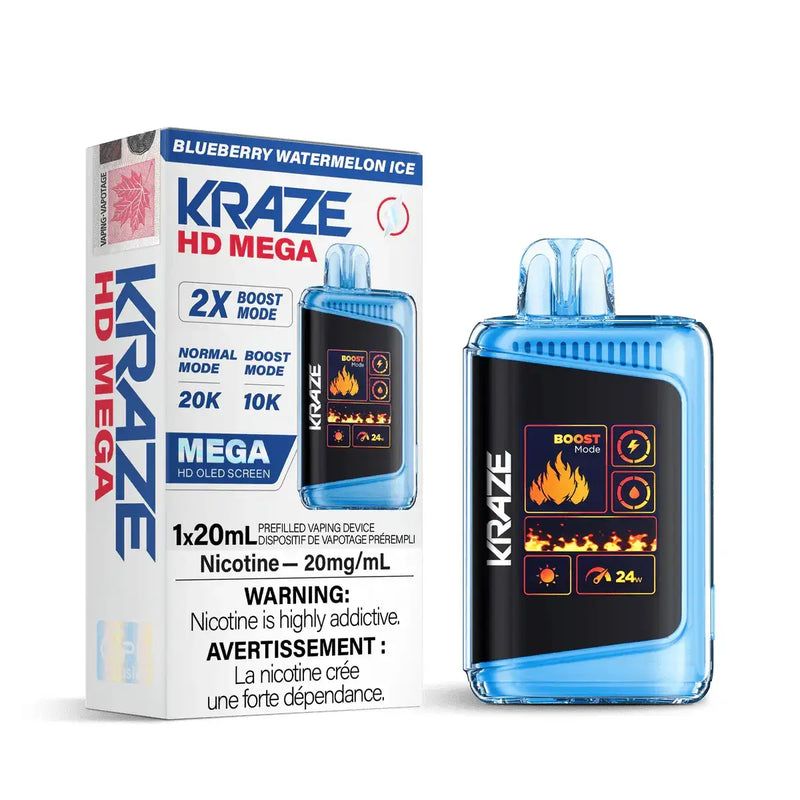 BLUEBERRY WATERMELON ICE
KRAZE
HD MEGA
2X BOOST MODE
NORMAL MODE
20K
BOOST MODE
10K
MEGA
HD OLED SCREEN
KRAZE
BOOST
Mode
24W
1x20mL PREFILLED VAPING DEVICE
DISPOSITIF DE VAPOTAGE PRÉREMPLI
Nicotine — 20mg/mL
WARNING:
Nicotine is highly addictive.
AVERTISSEMENT :
La nicotine crée
une forte dépendance.
VAPING-VAPOTAGE
KRAZE
HD MEGA
KRAZE
BOOST
Mode
24W